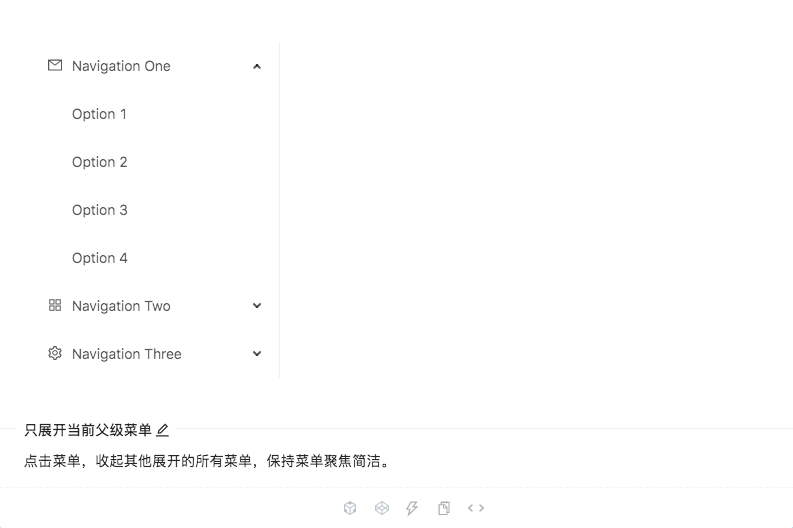 Navigation One
Option 1
Option 2
Option 3
Option 4
Navigation Two
Navigation Three
只展开当前父级菜单
点击菜单，收起其他展开的所有菜单，保持菜单聚焦简洁。